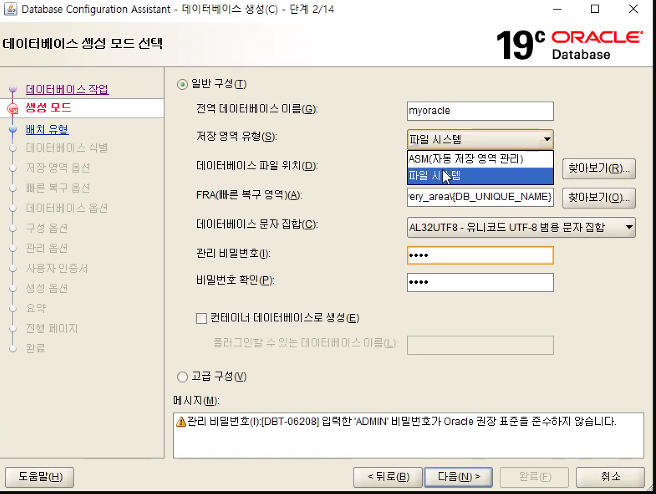 Database Configuration Assistant - 데이터베이스 생성(C) - 단계 2/14
데이터베이스 생성 모드 선택
19c ORACLE
Database
데이터베이스 작업
생성 모드
배치 유형
데이터베이스 식별
저장 영역 옵션
빠른 복구 옵션
데이터베이스 옵션
구성 옵션
관리 옵션
사용자 인증서
생성 옵션
요약
진행 페이지
완료
일반 구성(T)
전역 데이터베이스 이름(G): myoracle
저장 영역 유형(S): 파일 시스템
ASM(자동 저장 영역 관리)
파일 시스템
데이터베이스 파일 위치(D): 찾아보기(R)...
FRA(빠른 복구 영역)(A): very_area\{DB_UNIQUE_NAME} 찾아보기(O)...
데이터베이스 문자 집합(C): AL32UTF8 - 유니코드 UTF-8 범용 문자 집합
관리 비밀번호(I): ••••
비밀번호 확인(P): ••••
컨테이너 데이터베이스로 생성(E)
플러그인할 수 있는 데이터베이스 이름(L):
고급 구성(V)
메시지(M):
관리 비밀번호(I):[DBT-06208] 입력한 'ADMIN' 비밀번호가 Oracle 권장 표준을 준수하지 않습니다.
도움말(H) < 뒤로(B) 다음(N) > 완료(F) 취소